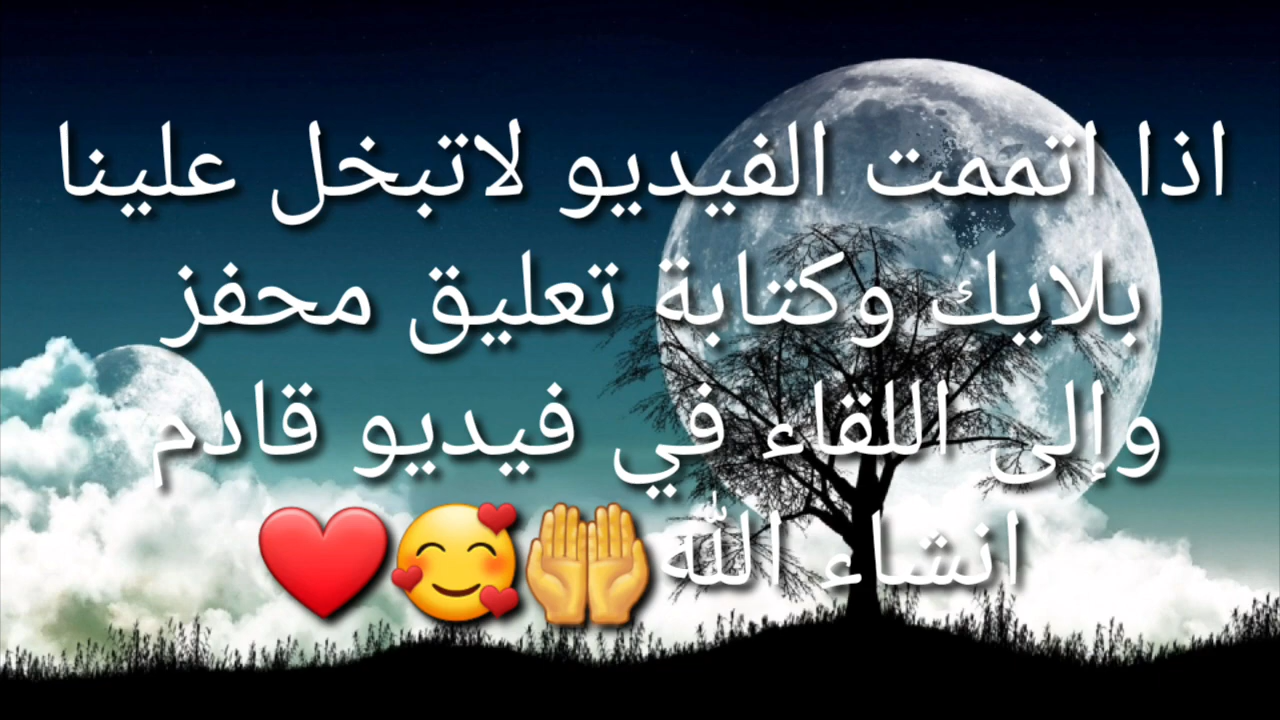 اذا اتممت الفيديو لاتبخل علينا
بلايك وكتابة تعليق محفز
وإلى اللقاء في فيديو قادم
انشاء الله🤲🥰❤️